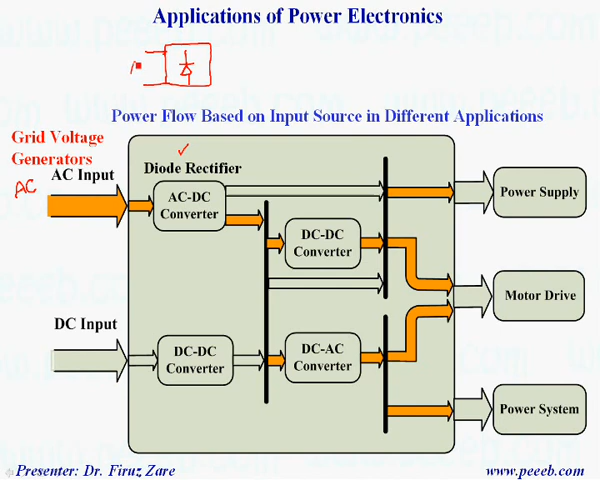 Applications of Power Electronics
Power Flow Based on Input Source in Different Applications
Grid Voltage
Generators
AC
AC Input
Diode Rectifier
AC-DC
Converter
Power Supply
DC-DC
Converter
Motor Drive
DC Input
DC-DC
Converter
DC-AC
Converter
Power System
Presenter: Dr. Firuz Zare
www.peeeb.com